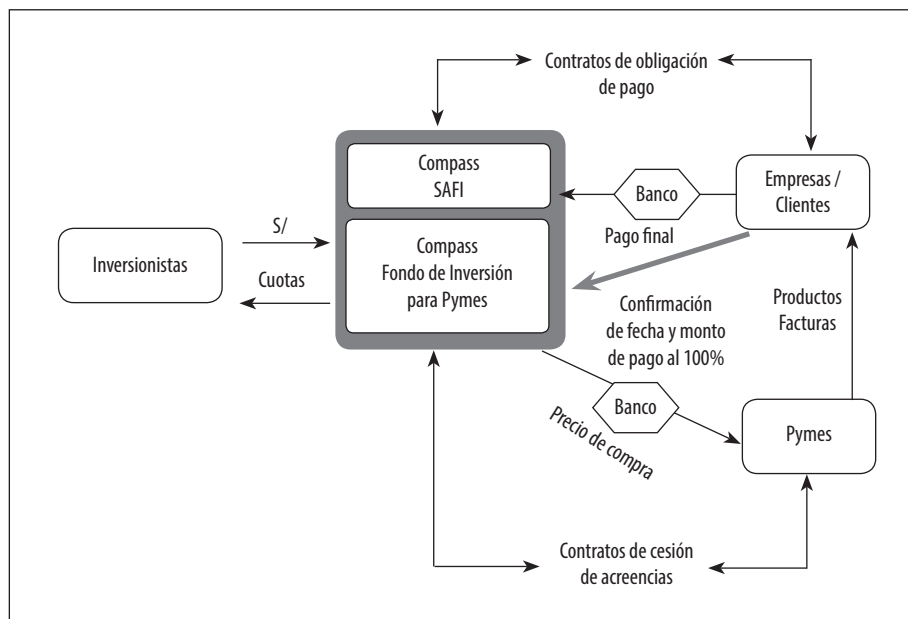 Contratos de obligación
de pago
Compass
SAFI
Banco
Empresas /
Clientes
Pago final
S/
Inversionistas
Cuotas
Compass
Fondo de Inversión
para Pymes
Confirmación
de fecha y monto
de pago al 100%
Productos
Facturas
Banco
Precio de compra
Pymes
Contratos de cesión
de acreencias